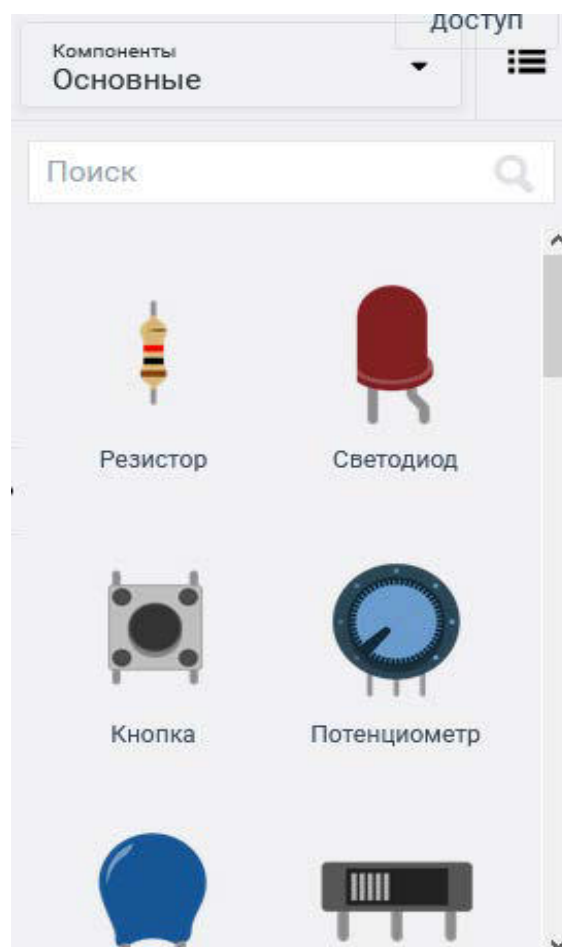 доступ
Компоненты
Основные
Поиск
Резистор Светодиод
Кнопка Потенциометр